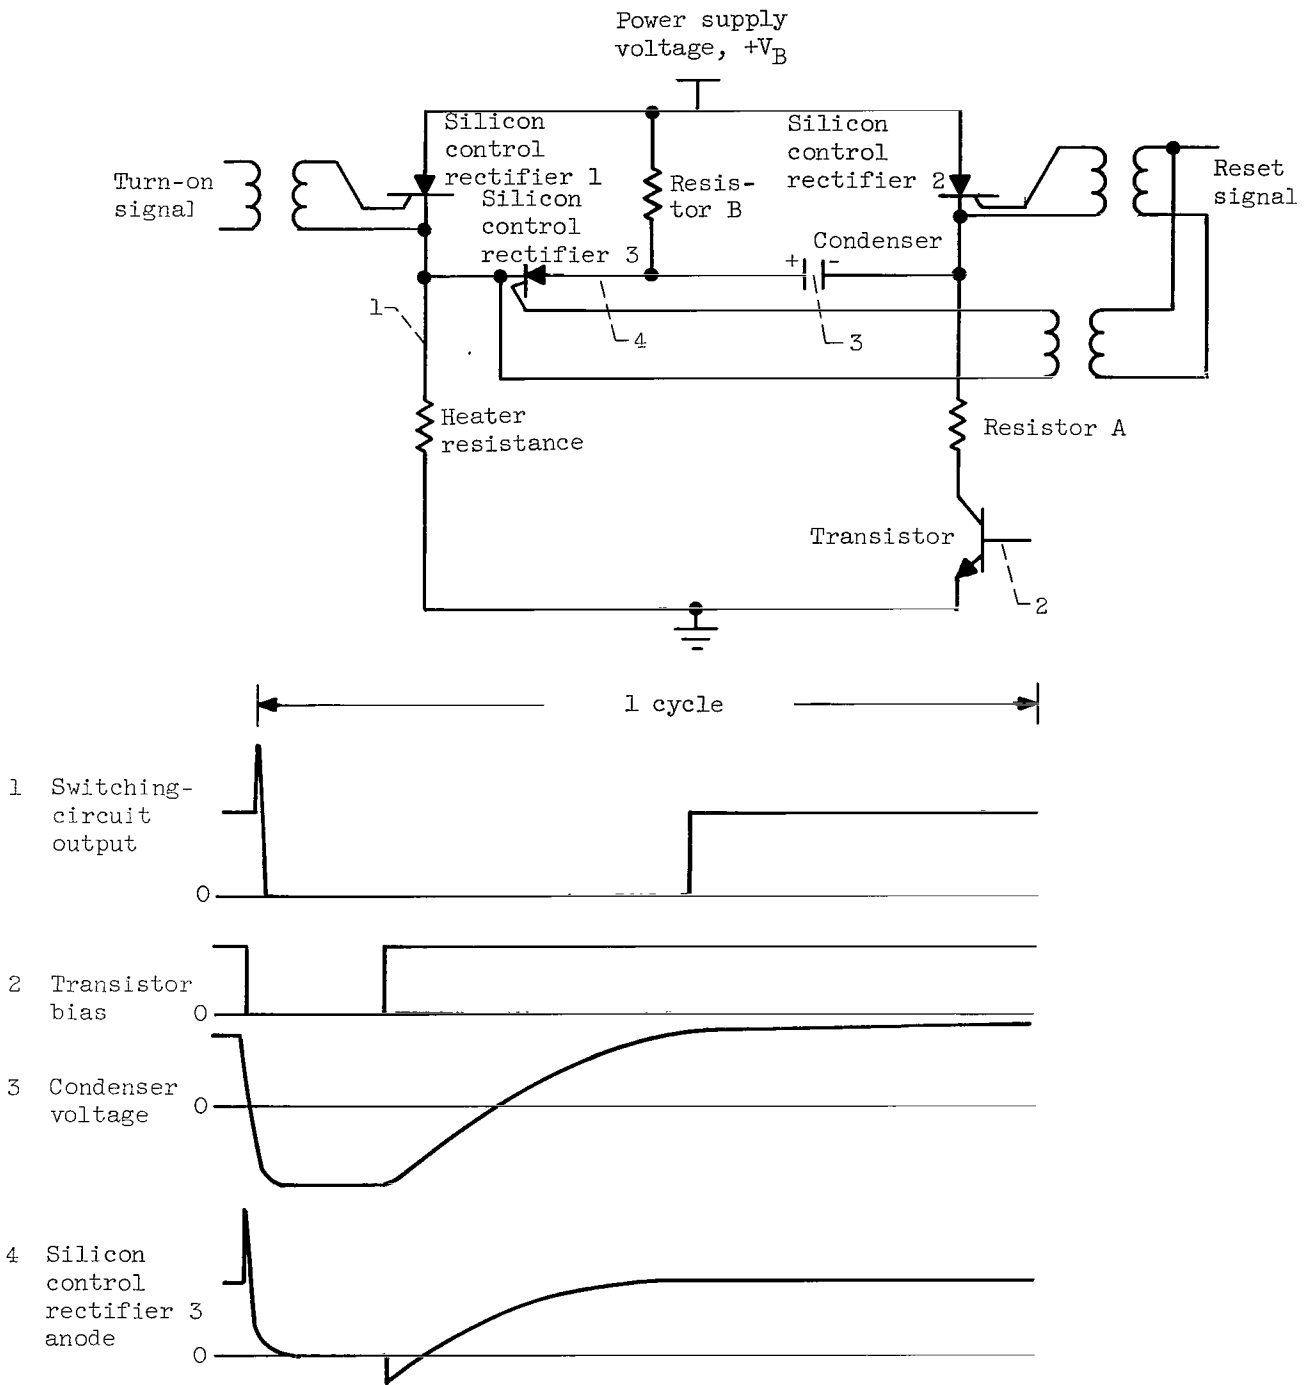 Power supply
voltage, +VB
Silicon
control
rectifier 1
Silicon
control
rectifier 2
Turn-on
signal
Resis-
tor B
Reset
signal
Silicon
control
rectifier 3
Condenser
+ -
1
4
3
Heater
resistance
Resistor A
Transistor
2
1 cycle
1 Switching-
circuit
output
0
2 Transistor
bias
0
3 Condenser
voltage
0
4 Silicon
control
rectifier 3
anode
0